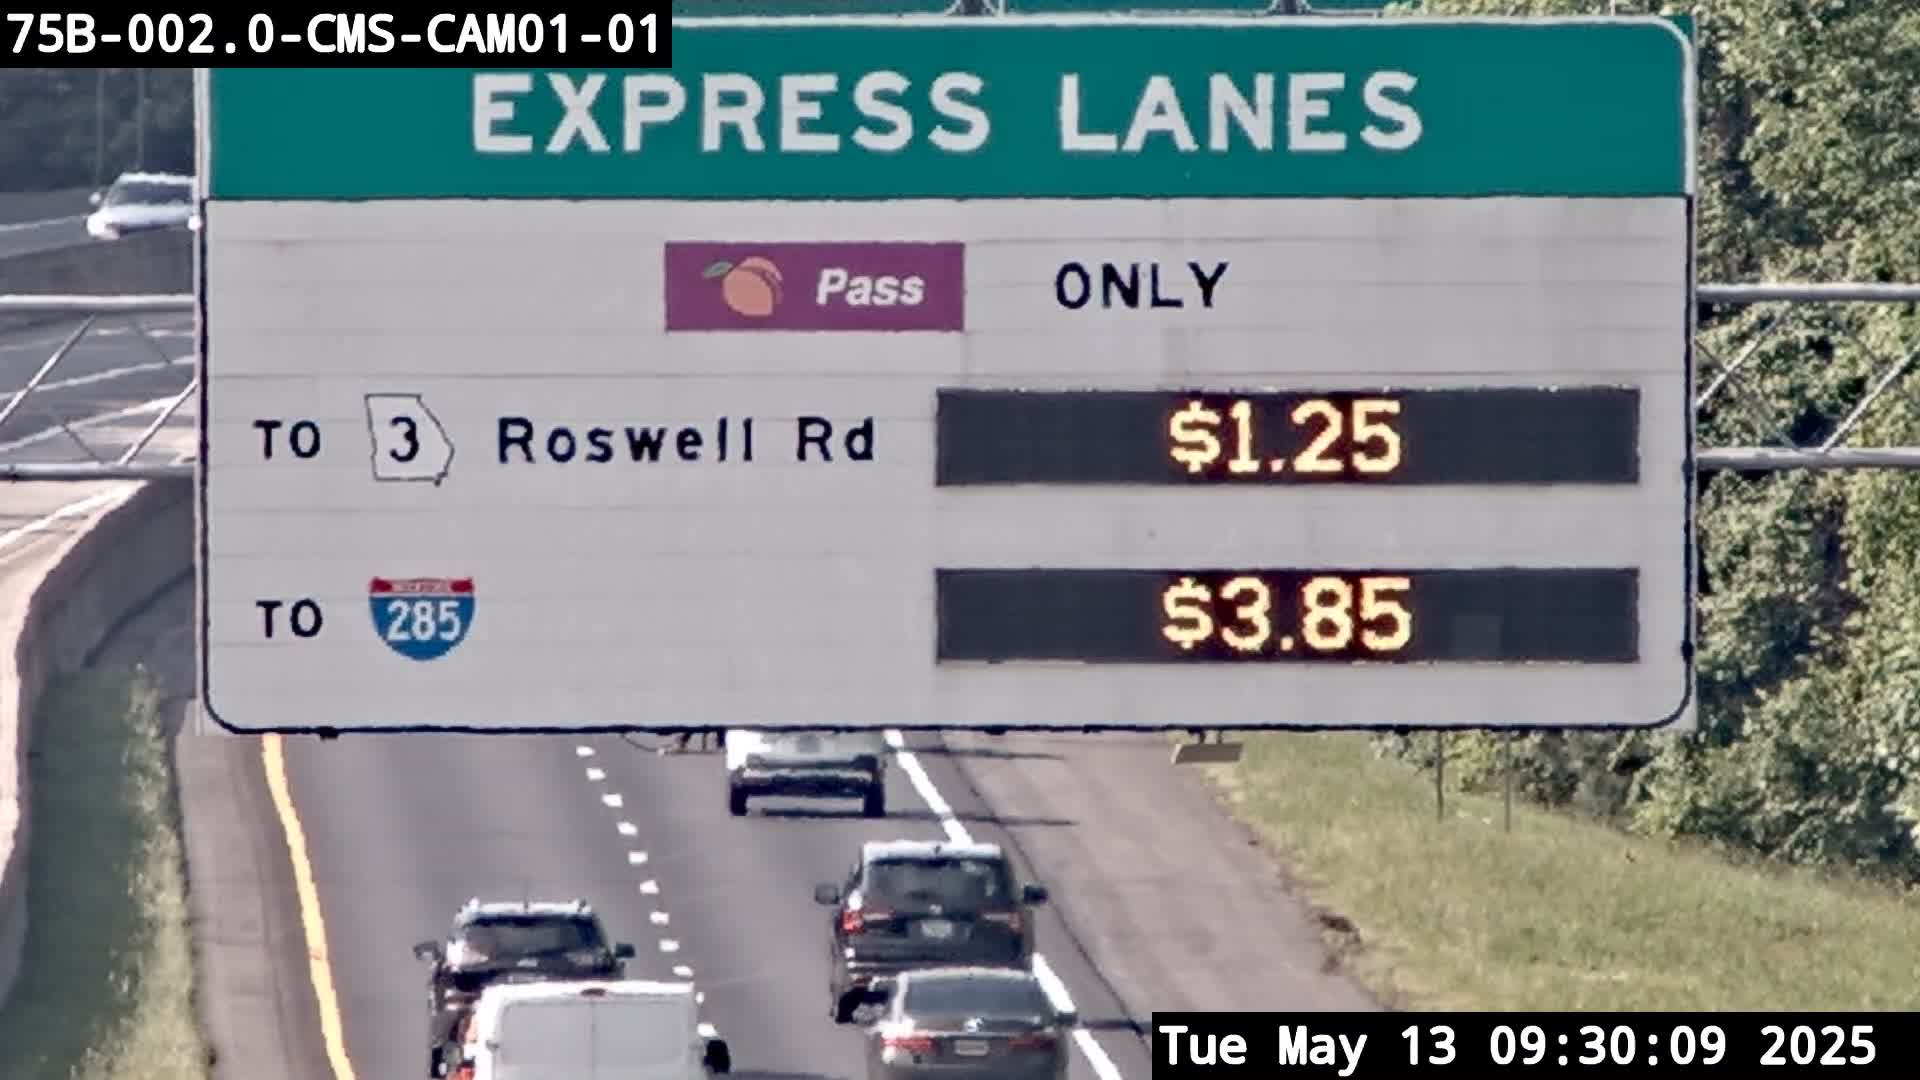 75B-002.0-CMS-CAM01-01
EXPRESS LANES
Pass ONLY
TO 3 Roswell Rd $1.25
TO 285 $3.85
Tue May 13 09:30:09 2025